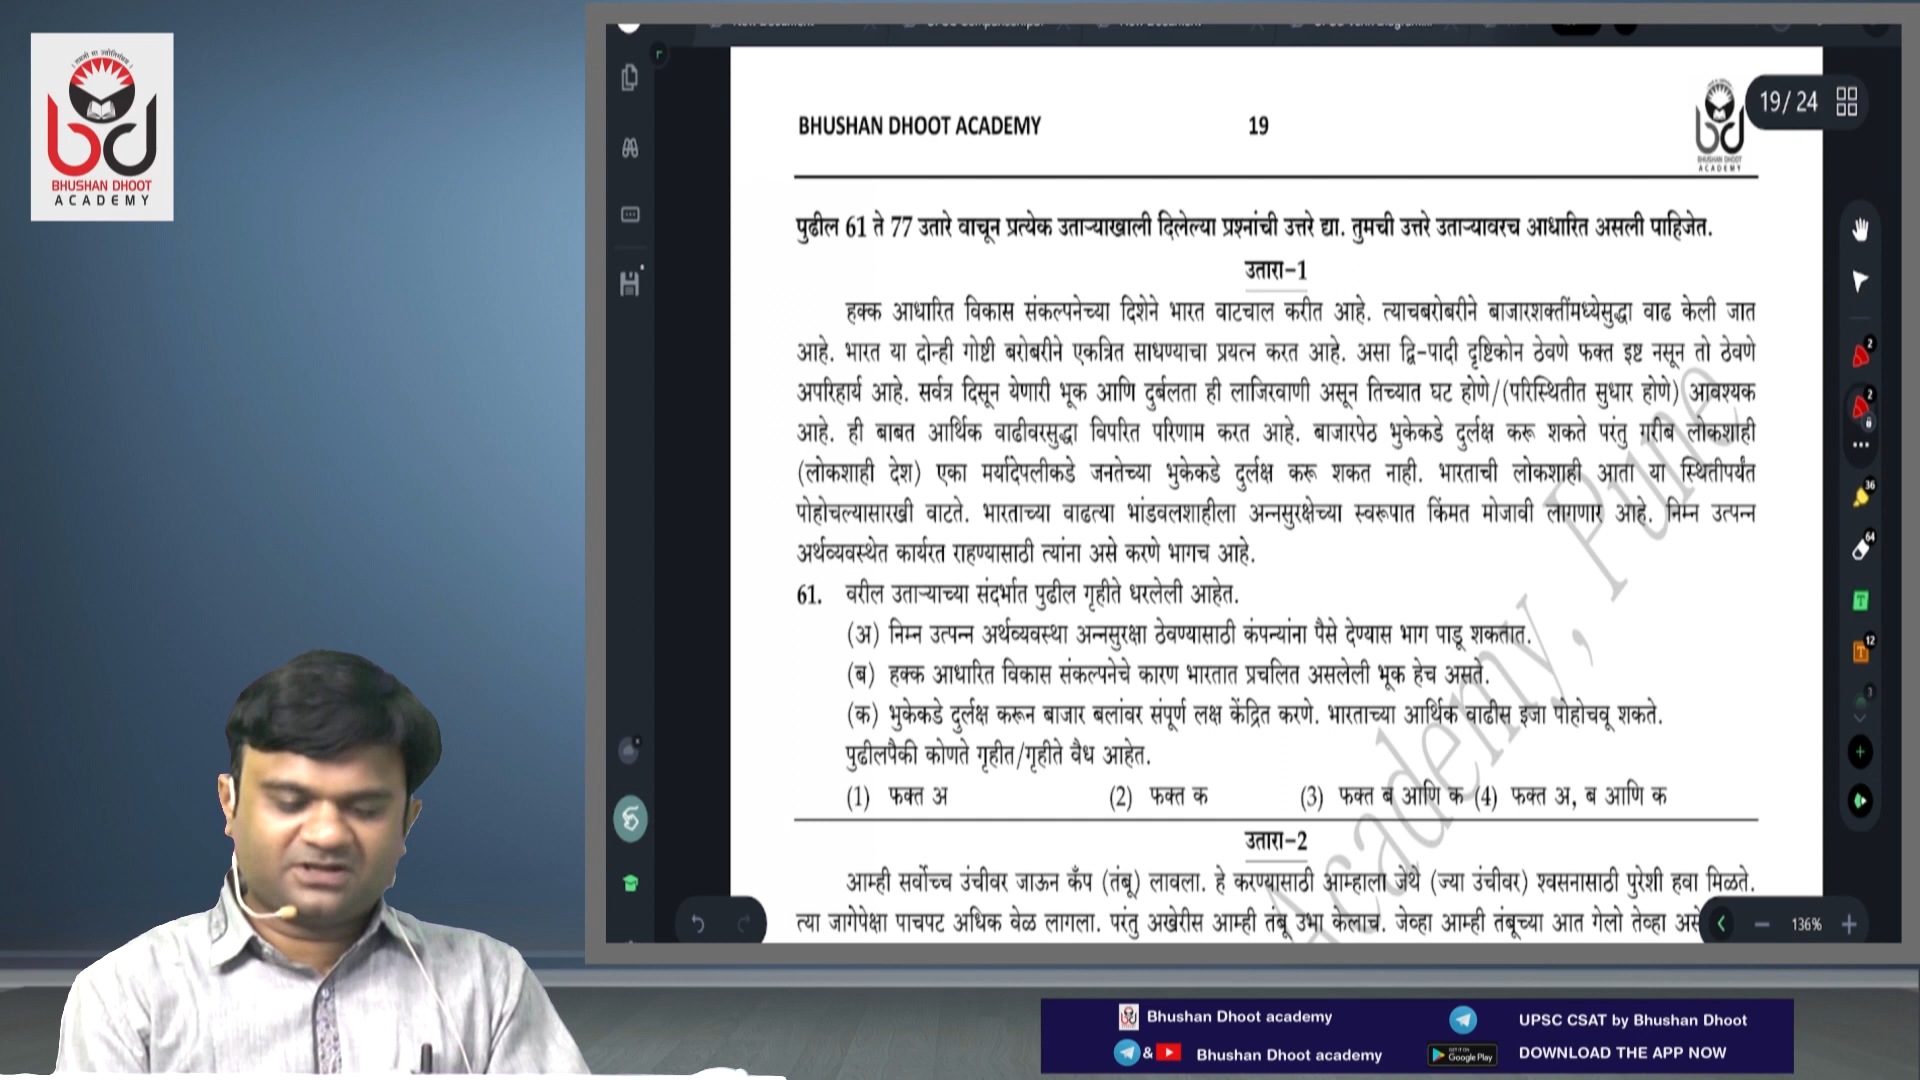 BHUSHAN DHOOT
ACADEMY
BHUSHAN DHOOT ACADEMY 19
BHUSHAN DHOOT
ACADEMY
19/ 24
पुढील 61 ते 77 उतारे वाचून प्रत्येक उताऱ्याखाली दिलेल्या प्रश्नांची उत्तरे द्या. तुमची उत्तरे उताऱ्यावरच आधारित असली पाहिजेत.
उतारा-1
हक्क आधारित विकास संकल्पनेच्या दिशेने भारत वाटचाल करीत आहे. त्याचबरोबरीने बाजारशक्तींमध्येसुद्धा वाढ केली जात
आहे. भारत या दोन्ही गोष्टी बरोबरीने एकत्रित साधण्याचा प्रयत्न करत आहे. असा द्वि-पादी दृष्टिकोन ठेवणे फक्त इष्ट नसून तो ठेवणे
अपरिहार्य आहे. सर्वत्र दिसून येणारी भूक आणि दुर्बलता ही लाजिरवाणी असून तिच्यात घट होणे/(परिस्थितीत सुधार होणे) आवश्यक
आहे. ही बाबत आर्थिक वाढीवरसुद्धा विपरित परिणाम करत आहे. बाजारपेठ भुकेकडे दुर्लक्ष करू शकते परंतु गरीब लोकशाही
(लोकशाही देश) एका मर्यादेपलीकडे जनतेच्या भुकेकडे दुर्लक्ष करू शकत नाही. भारताची लोकशाही आता या स्थितीपर्यंत
पोहोचल्यासारखी वाटते. भारताच्या वाढत्या भांडवलशाहीला अन्नसुरक्षेच्या स्वरूपात किंमत मोजावी लागणार आहे. निम्न उत्पन्न
अर्थव्यवस्थेत कार्यरत राहण्यासाठी त्यांना असे करणे भागच आहे.
61. वरील उताऱ्याच्या संदर्भात पुढील गृहीते धरलेली आहेत.
(अ) निम्न उत्पन्न अर्थव्यवस्था अन्नसुरक्षा ठेवण्यासाठी कंपन्यांना पैसे देण्यास भाग पाडू शकतात.
(ब) हक्क आधारित विकास संकल्पनेचे कारण भारतात प्रचलित असलेली भूक हेच असते.
(क) भुकेकडे दुर्लक्ष करून बाजार बलांवर संपूर्ण लक्ष केंद्रित करणे. भारताच्या आर्थिक वाढीस इजा पोहोचवू शकते.
पुढीलपैकी कोणते गृहीत/गृहीते वैध आहेत.
(1) फक्त अ (2) फक्त क (3) फक्त ब आणि क (4) फक्त अ, ब आणि क
उतारा-2
आम्ही सर्वोच्च उंचीवर जाऊन कँप (तंबू) लावला. हे करण्यासाठी आम्हाला जेथे (ज्या उंचीवर) श्वसनासाठी पुरेशी हवा मिळते.
त्या जागेपेक्षा पाचपट अधिक वेळ लागला. परंतु अखेरीस आम्ही तंबू उभा केलाच. जेव्हा आम्ही तंबूच्या आत गेलो तेव्हा
136%
Academy, Pune
Bhushan Dhoot academy
UPSC CSAT by Bhushan Dhoot
& Bhushan Dhoot academy
GET IT ON
Google Play
DOWNLOAD THE APP NOW